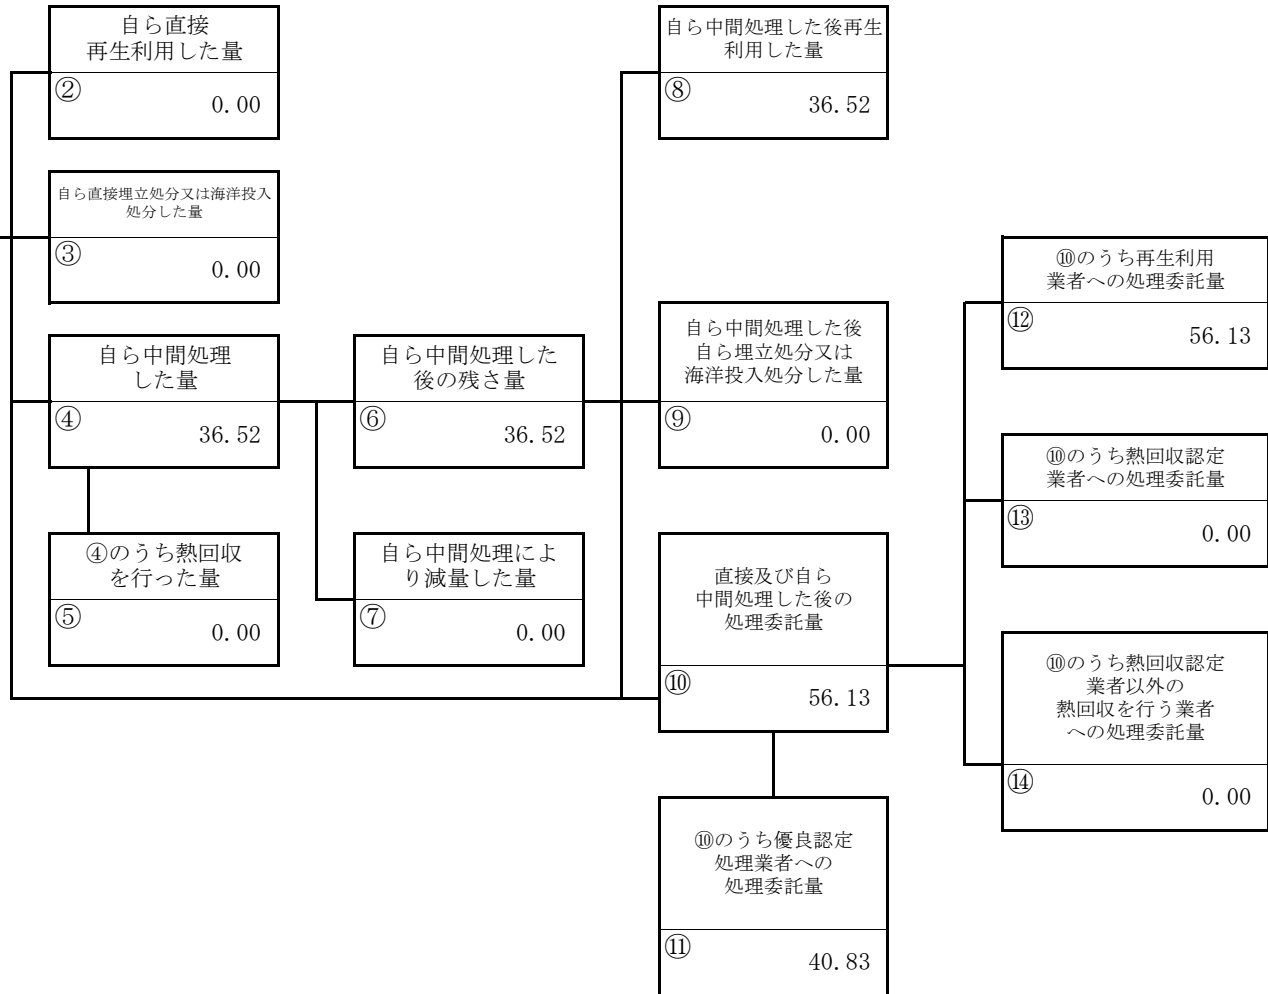 自ら直接
再生利用した量
②
0.00
自ら直接埋立処分又は海洋投入
処分した量
③
0.00
自ら中間処理
した量
④
36.52
④のうち熱回収
を行った量
⑤
0.00
自ら中間処理した
後の残さ量
⑥
36.52
自ら中間処理によ
り減量した量
⑦
0.00
自ら中間処理した後再生
利用した量
⑧
36.52
自ら中間処理した後
自ら埋立処分又は
海洋投入処分した量
⑨
0.00
直接及び自ら
中間処理した後の
処理委託量
⑩
56.13
⑩のうち優良認定
処理業者への
処理委託量
⑪
40.83
⑩のうち再生利用
業者への処理委託量
⑫
56.13
⑩のうち熱回収認定
業者への処理委託量
⑬
0.00
⑩のうち熱回収認定
業者以外の
熱回収を行う業者
への処理委託量
⑭
0.00